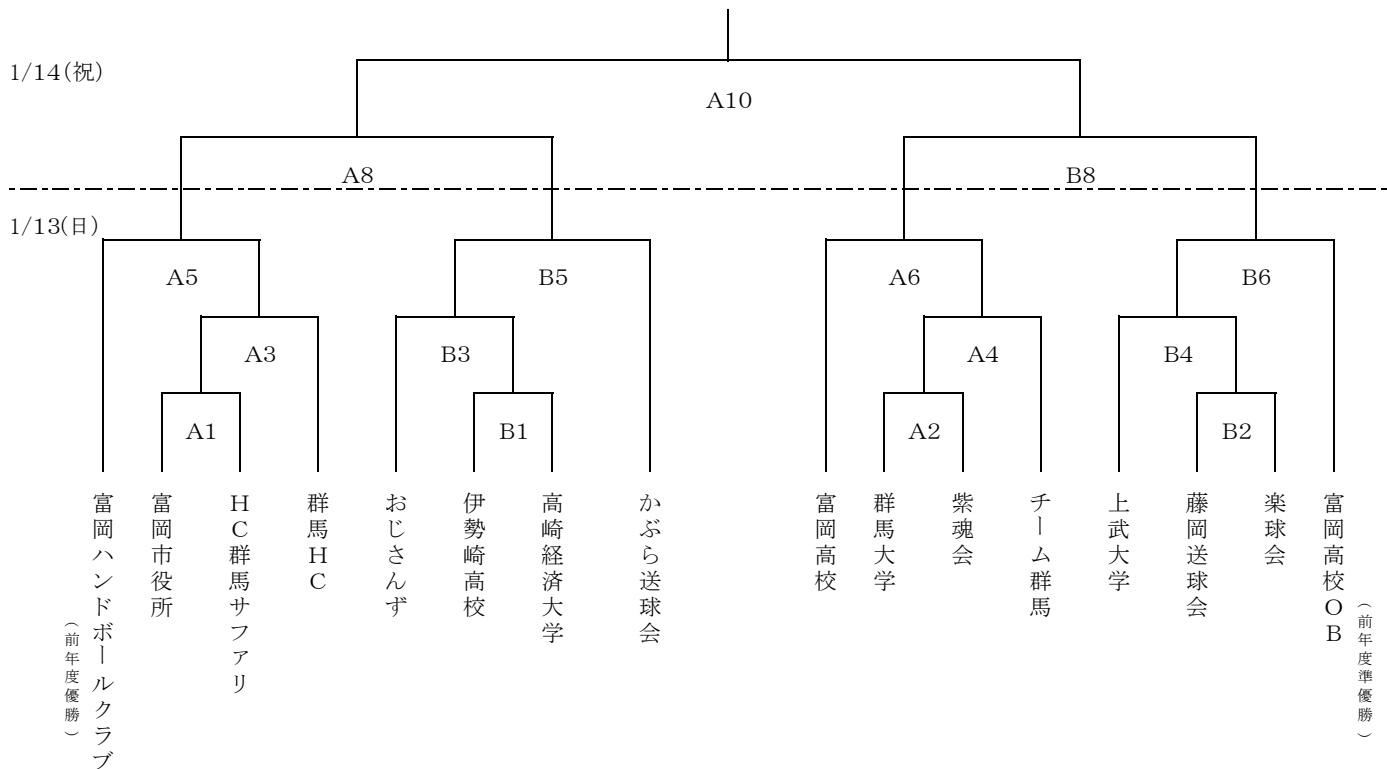 1/14(祝)
A10
A8
B8
1/13(日)
A5
B5
A6
B6
A3
B3
A4
B4
A1
B1
A2
B2
富岡ハンドボールクラブ
(前年度優勝)
富岡市役所
HC群馬サファリ
群馬HC
おじさんず
伊勢崎高校
高崎経済大学
かぶら送球会
富岡高校
群馬大学
紫魂会
チーム群馬
上武大学
藤岡送球会
楽球会
富岡高校OB
(前年度準優勝)